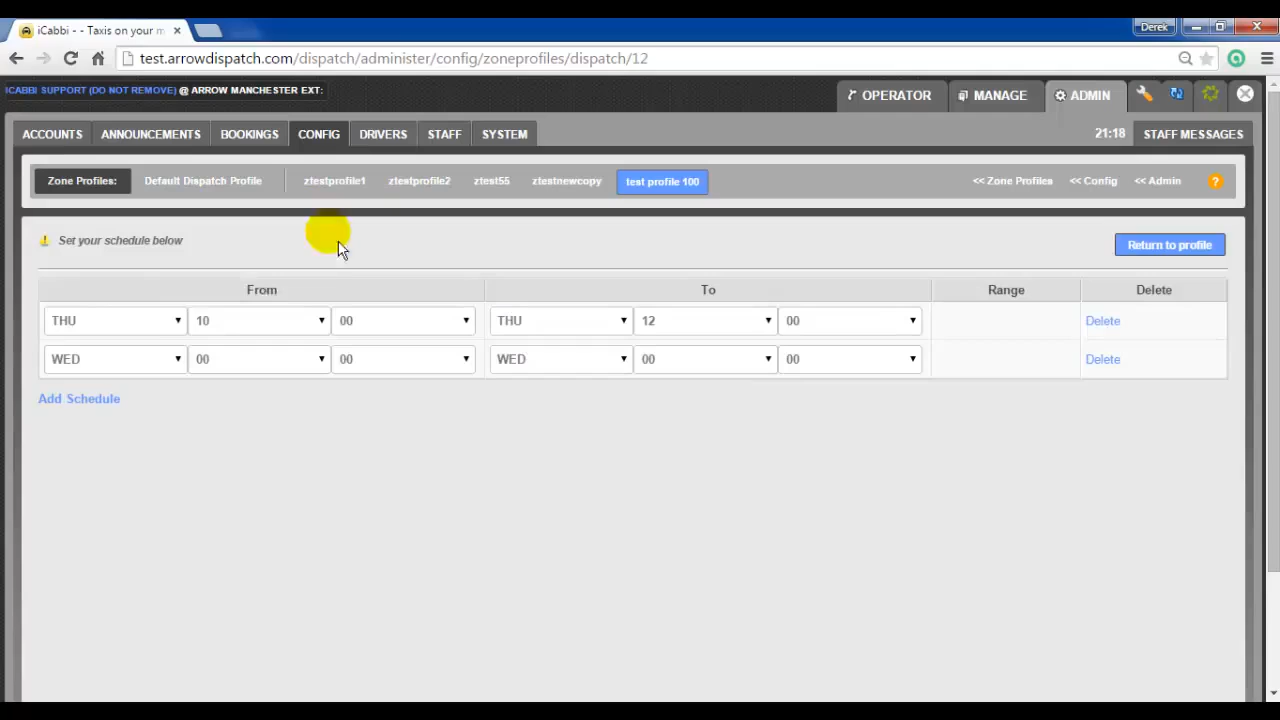 iCabbi - - Taxis on your m
Derek
test.arrowdispatch.com/dispatch/administer/config/zoneprofiles/dispatch/12
ICABBI SUPPORT (DO NOT REMOVE) @ ARROW MANCHESTER EXT:
OPERATOR MANAGE ADMIN
ACCOUNTS ANNOUNCEMENTS BOOKINGS CONFIG DRIVERS STAFF SYSTEM 21:18 STAFF MESSAGES
Zone Profiles: Default Dispatch Profile ztestprofile1 ztestprofile2 ztest55 ztestnewcopy test profile 100 << Zone Profiles << Config << Admin ?
Set your schedule below Return to profile
From To Range Delete
THU 10 00 THU 12 00 Delete
WED 00 00 WED 00 00 Delete
Add Schedule